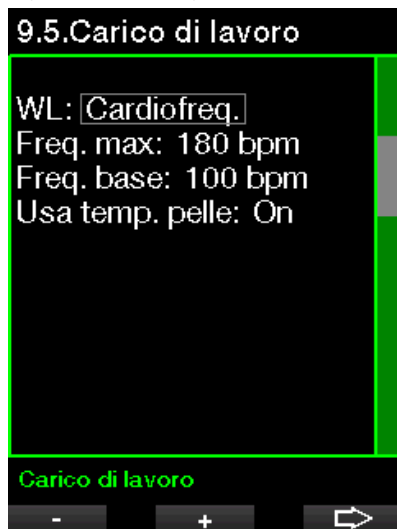 9.5.Carico di lavoro
WL: Cardiofreq.
Freq. max: 180 bpm
Freq. base: 100 bpm
Usa temp. pelle: On
Carico di lavoro
- +